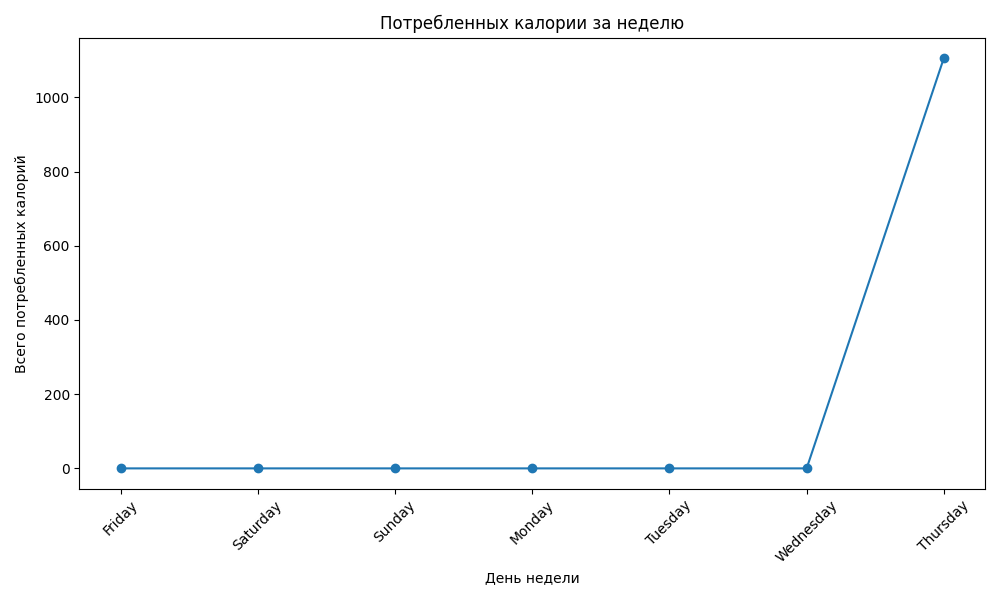 Потребленных калории за неделю
Всего потребленных калорий
1000
800
600
400
200
0
Friday
Saturday
Sunday
Monday
Tuesday
Wednesday
Thursday
День недели